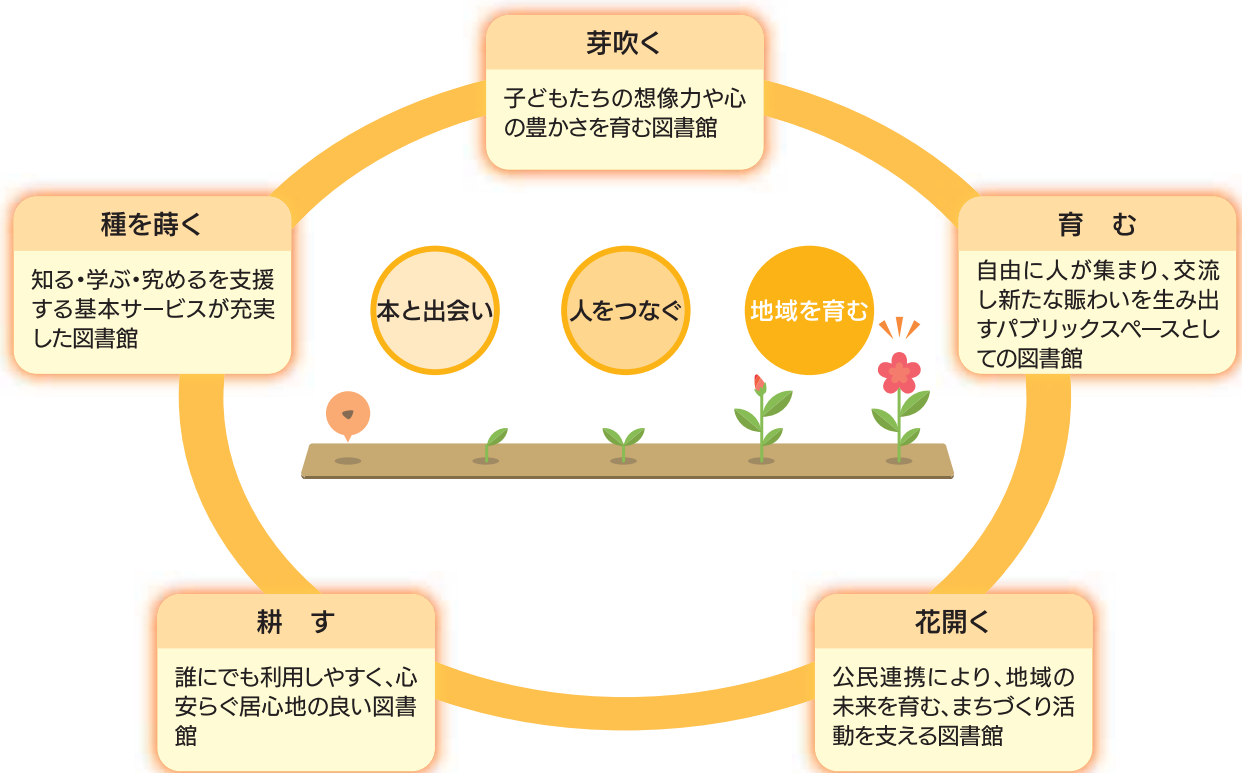 芽吹く
子どもたちの想像力や心
の豊かさを育む図書館
種を蒔く
知る・学ぶ・究めるを支援
する基本サービスが充実
した図書館
育　む
自由に人が集まり、交流
し新たな賑わいを生み出
すパブリックスペースとし
ての図書館
本と出会い
人をつなぐ
地域を育む
耕　す
誰にでも利用しやすく、心
安らぐ居心地の良い図書
館
花開く
公民連携により、地域の
未来を育む、まちづくり活
動を支える図書館